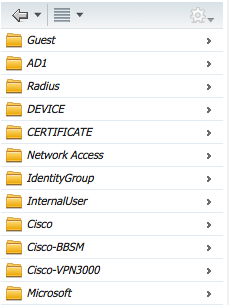 Guest
AD1
Radius
DEVICE
CERTIFICATE
Network Access
IdentityGroup
InternalUser
Cisco
Cisco-BBSM
Cisco-VPN3000
Microsoft